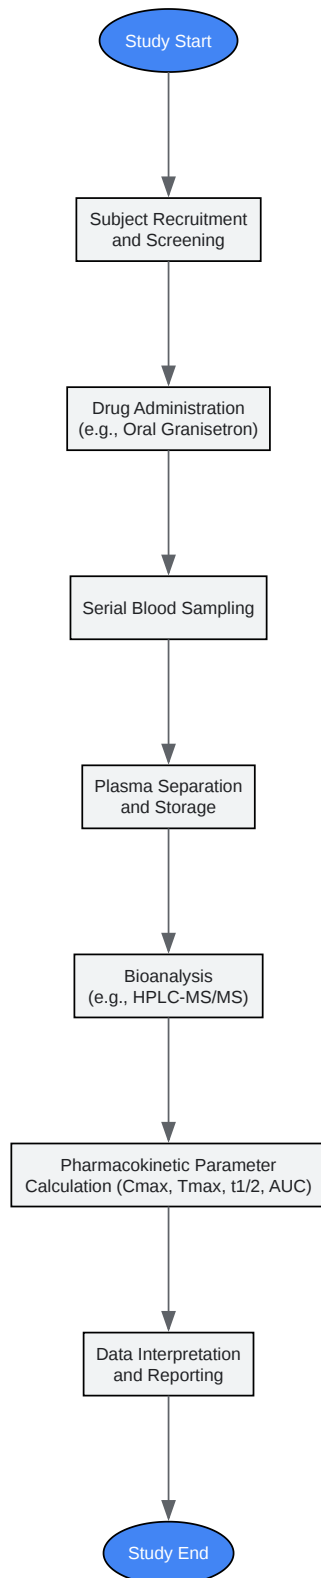 Study Start
Subject Recruitment
and Screening
Drug Administration
(e.g., Oral Granisetron)
Serial Blood Sampling
Plasma Separation
and Storage
Bioanalysis
(e.g., HPLC-MS/MS)
Pharmacokinetic Parameter
Calculation (Cmax, Tmax, t1/2, AUC)
Data Interpretation
and Reporting
Study End